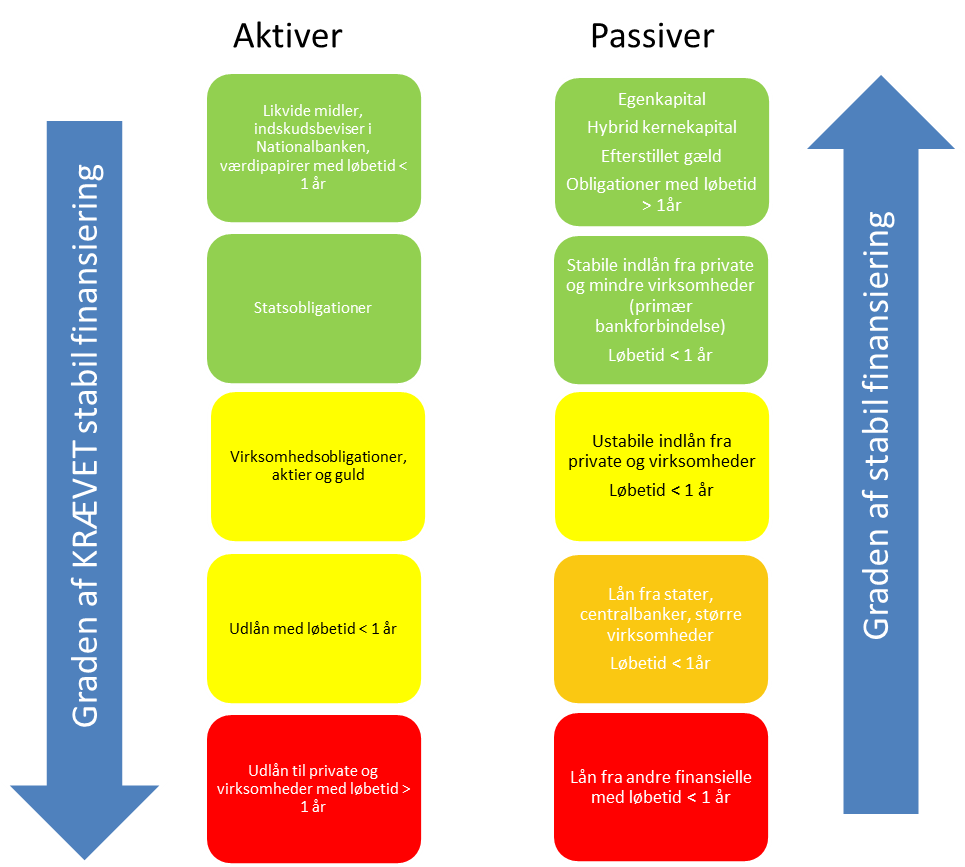 Aktiver
Passiver
Graden af KRÆVET stabil finansiering
Likvide midler,
indskudsbeviser i
Nationalbanken,
værdipapirer med løbetid <
1 år
Statsobligationer
Virksomhedsobligationer,
aktier og guld
Udlån med løbetid < 1 år
Udlån til private og
virksomheder med løbetid >
1 år
Egenkapital
Hybrid kernekapital
Efterstillet gæld
Obligationer med løbetid
> 1år
Stabile indlån fra private
og mindre virksomheder
(primær
bankforbindelse)
Løbetid < 1 år
Ustabile indlån fra
private og virksomheder
Løbetid < 1 år
Lån fra stater,
centralbanker, større
virksomheder
Løbetid < 1år
Lån fra andre finansielle
med løbetid < 1 år
Graden af stabil finansiering